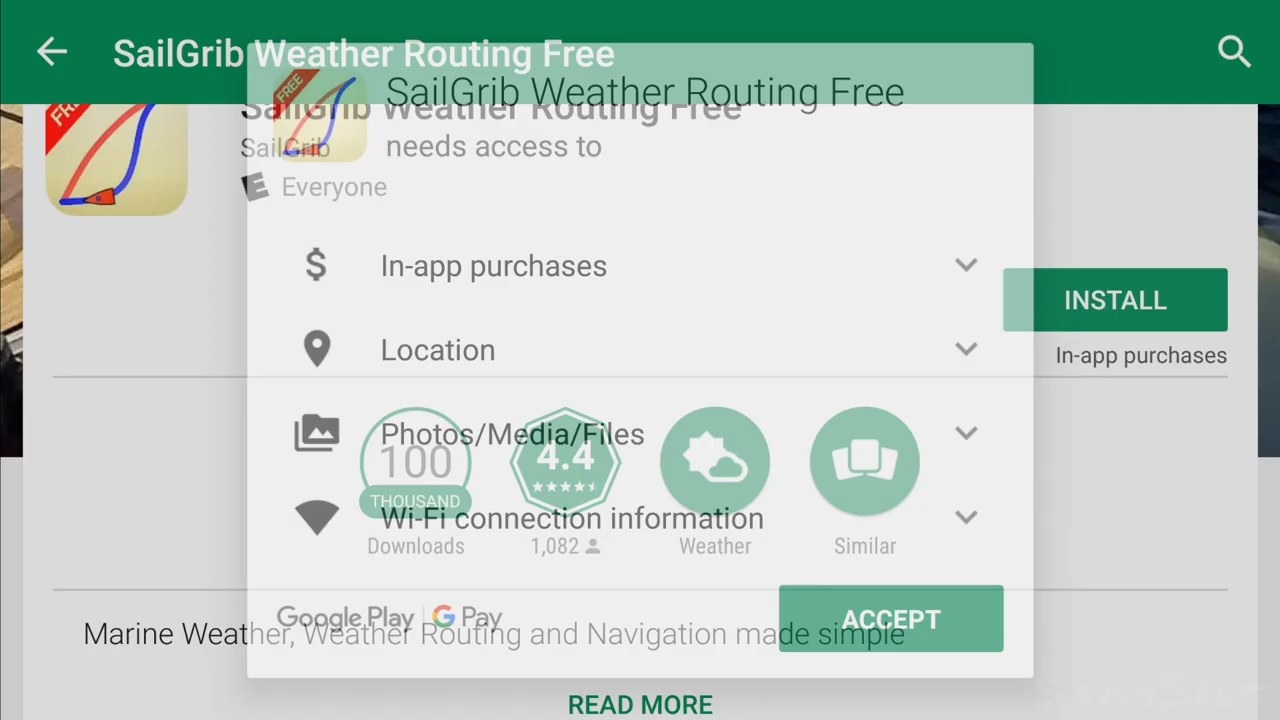 SailGrib Weather Routing Free
FREE
SailGrib Weather Routing Free
SailGrib
E Everyone
FREE
SailGrib Weather Routing Free
needs access to
$ In-app purchases
Location
Photos/Media/Files
Wi-Fi connection information
INSTALL
In-app purchases
100
THOUSAND
Downloads
4.4
1,082
Weather
Similar
Google Play | G Pay
ACCEPT
Marine Weather, Weather Routing and Navigation made simple
READ MORE